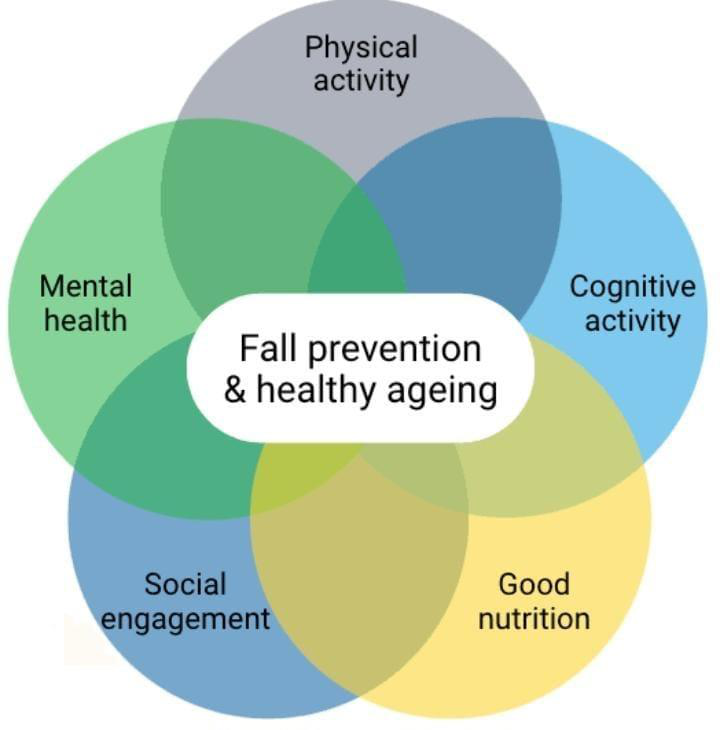 Physical
activity
Mental
health
Cognitive
activity
Fall prevention
& healthy ageing
Social
engagement
Good
nutrition